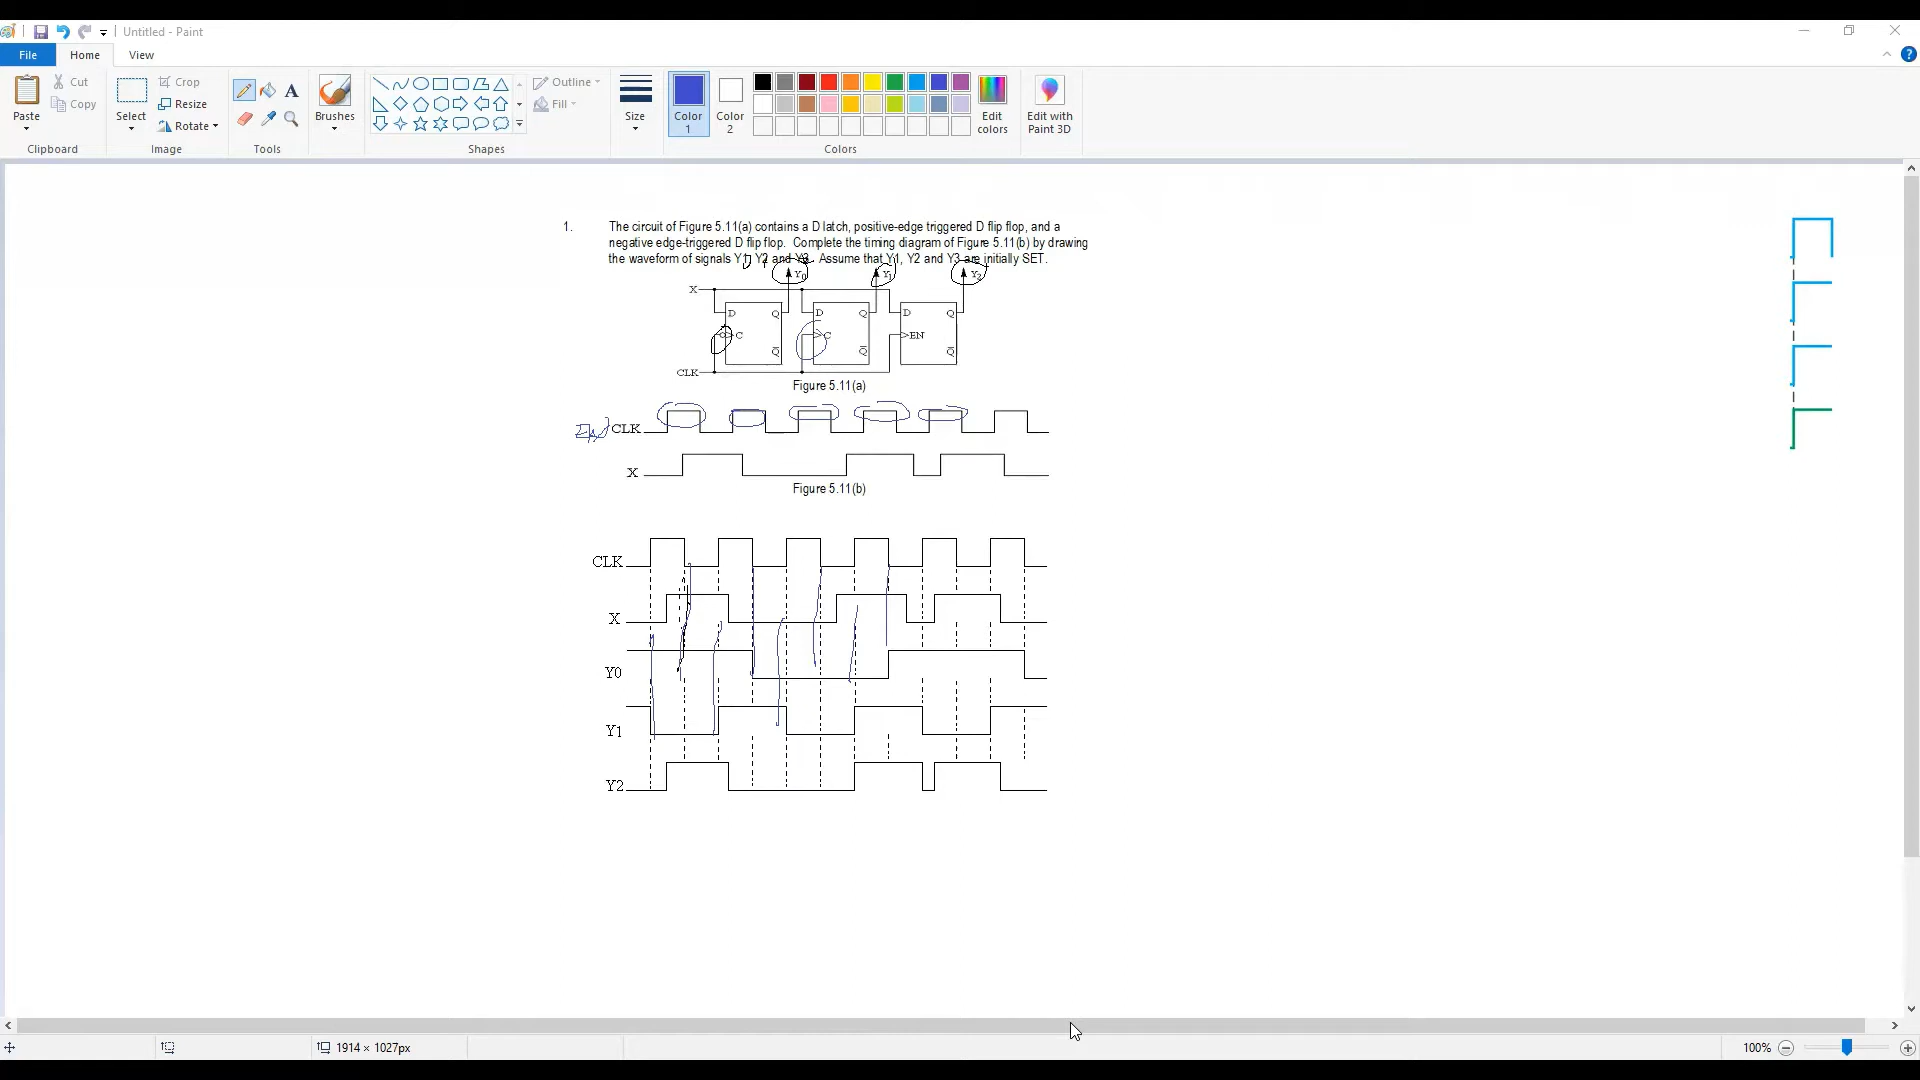 Untitled - Paint
File Home View
Paste
Cut
Copy
Clipboard
Select
Crop
Resize
Rotate
Image
Tools
Brushes
Shapes
Outline
Fill
Size
Color 1
Color 2
Edit colors
Edit with Paint 3D
Colors
1. The circuit of Figure 5.11(a) contains a D latch, positive-edge triggered D flip flop, and a
negative edge-triggered D flip flop. Complete the timing diagram of Figure 5.11(b) by drawing
the waveform of signals Y1, Y2 and Y3. Assume that Y1, Y2 and Y3 are initially SET.
Y0 Y1 Y2
X
D Q D Q D Q
C C EN
Q̅ Q̅ Q̅
CLK
Figure 5.11(a)
CLK
X
Figure 5.11(b)
CLK
X
Y0
Y1
Y2
1914 × 1027px
100%